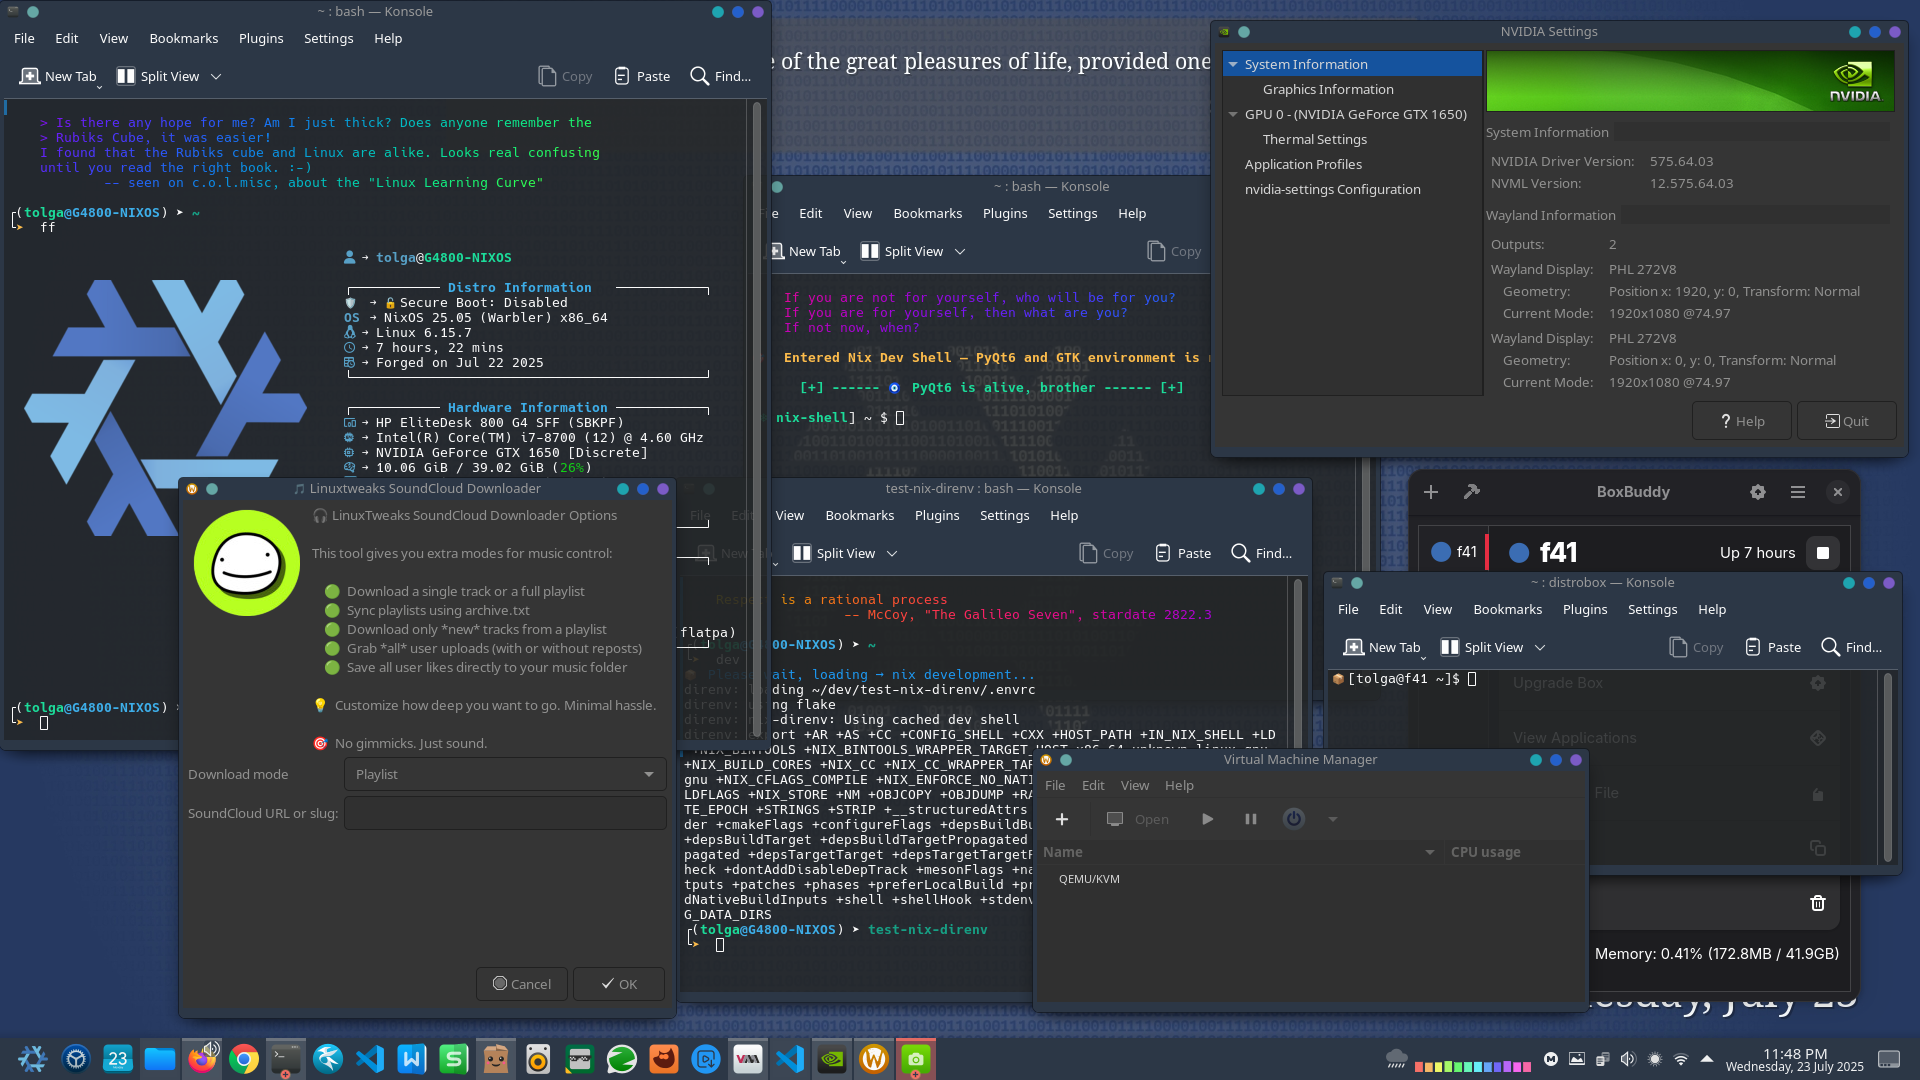 ~ : bash — Konsole
File Edit View Bookmarks Plugins Settings Help
New Tab Split View Copy Paste Find...
> Is there any hope for me? Am I just thick? Does anyone remember the
> Rubiks Cube, it was easier!
I found that the Rubiks cube and Linux are alike. Looks real confusing
until you read the right book. :-)
-- seen on c.o.l.misc, about the "Linux Learning Curve"
(tolga@G4800-NIXOS) ➤ ~
➤ ff
→ tolga@G4800-NIXOS
Distro Information
→ Secure Boot: Disabled
OS → NixOS 25.05 (Warbler) x86_64
→ Linux 6.15.7
→ 7 hours, 22 mins
→ Forged on Jul 22 2025
Hardware Information
→ HP EliteDesk 800 G4 SFF (SBKPF)
→ Intel(R) Core(TM) i7-8700 (12) @ 4.60 GHz
→ NVIDIA GeForce GTX 1650 [Discrete]
→ 10.06 GiB / 39.02 GiB (26%)
flatpa)
(tolga@G4800-NIXOS)
of the great pleasures of life, provided one
~ : bash — Konsole
Edit View Bookmarks Plugins Settings Help
New Tab Split View Copy
If you are not for yourself, who will be for you?
If you are for yourself, then what are you?
If not now, when?
Entered Nix Dev Shell — PyQt6 and GTK environment is
[+] ------ PyQt6 is alive, brother ------ [+]
nix-shell] ~ $
NVIDIA Settings
System Information
Graphics Information
GPU 0 - (NVIDIA GeForce GTX 1650)
Thermal Settings
Application Profiles
nvidia-settings Configuration
NVIDIA
System Information
NVIDIA Driver Version: 575.64.03
NVML Version: 12.575.64.03
Wayland Information
Outputs: 2
Wayland Display: PHL 272V8
Geometry: Position x: 1920, y: 0, Transform: Normal
Current Mode: 1920x1080 @74.97
Wayland Display: PHL 272V8
Geometry: Position x: 0, y: 0, Transform: Normal
Current Mode: 1920x1080 @74.97
Help Quit
Linuxtweaks SoundCloud Downloader
LinuxTweaks SoundCloud Downloader Options
This tool gives you extra modes for music control:
Download a single track or a full playlist
Sync playlists using archive.txt
Download only *new* tracks from a playlist
Grab *all* user uploads (with or without reposts)
Save all user likes directly to your music folder
Customize how deep you want to go. Minimal hassle.
No gimmicks. Just sound.
Download mode Playlist
SoundCloud URL or slug:
Cancel OK
test-nix-direnv : bash — Konsole
File Edit View Bookmarks Plugins Settings Help
New Tab Split View Copy Paste Find...
is a rational process
-- McCoy, "The Galileo Seven", stardate 2822.3
00-NIXOS) ➤ ~
dev
ait, loading → nix development...
direnv: loading ~/dev/test-nix-direnv/.envrc
direnv: using flake
direnv: nix-direnv: Using cached dev shell
direnv: export +AR +AS +CC +CONFIG_SHELL +CXX +HOST_PATH +IN_NIX_SHELL +LD
+NIX_BINTOOLS +NIX_BINTOOLS_WRAPPER_TARGET_HOST_x86_64_unknown_linux_gnu
+NIX_BUILD_CORES +NIX_CC +NIX_CC_WRAPPER_TAR
gnu +NIX_CFLAGS_COMPILE +NIX_ENFORCE_NO_NATI
LDFLAGS +NIX_STORE +NM +OBJCOPY +OBJDUMP +RA
TE_EPOCH +STRINGS +STRIP +__structuredAttrs
der +cmakeFlags +configureFlags +depsBuildBu
+depsBuildTarget +depsBuildTargetPropagated
pagated +depsTargetTarget +depsTargetTargetP
heck +dontAddDisableDepTrack +mesonFlags +na
tputs +patches +phases +preferLocalBuild +pr
dNativeBuildInputs +shell +shellHook +stdenv
G_DATA_DIRS
(tolga@G4800-NIXOS) ➤ test-nix-direnv
BoxBuddy
f41 f41 Up 7 hours
~ : distrobox — Konsole
File Edit View Bookmarks Plugins Settings Help
New Tab Split View Copy Paste Find...
[tolga@f41 ~]$
Upgrade Box
View Applications
File
Memory: 0.41% (172.8MB / 41.9GB)
Virtual Machine Manager
File Edit View Help
Open
Name CPU usage
QEMU/KVM
23
11:48 PM
Wednesday, 23 July 2025